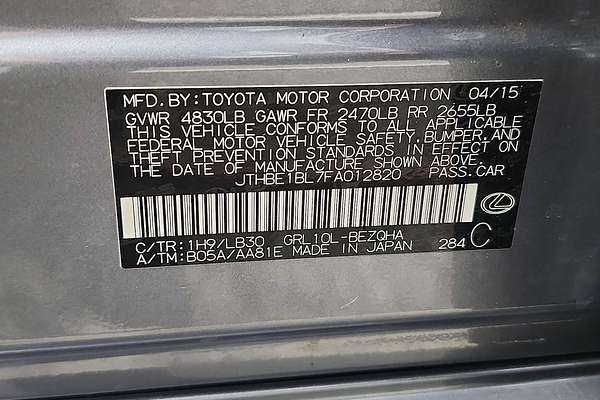 MFD.BY:TOYOTA MOTOR CORPORATION 04/15
GVWR 4830LB GAWR FR 2470LB RR 2655LB
THIS VEHICLE CONFORMS TO ALL APPLICABLE
FEDERAL MOTOR VEHICLE SAFETY,BUMPER,AND
THEFT PREVENTION STANDARDS IN EFFECT ON
THE DATE OF MANUFACTURE SHOWN ABOVE.
JTHBE1BL7FA012820 PASS.CAR
C/TR:1H9/LB30 GRL10L-BEZQHA
A/TM:B05A/AA81E MADE IN JAPAN 284 C